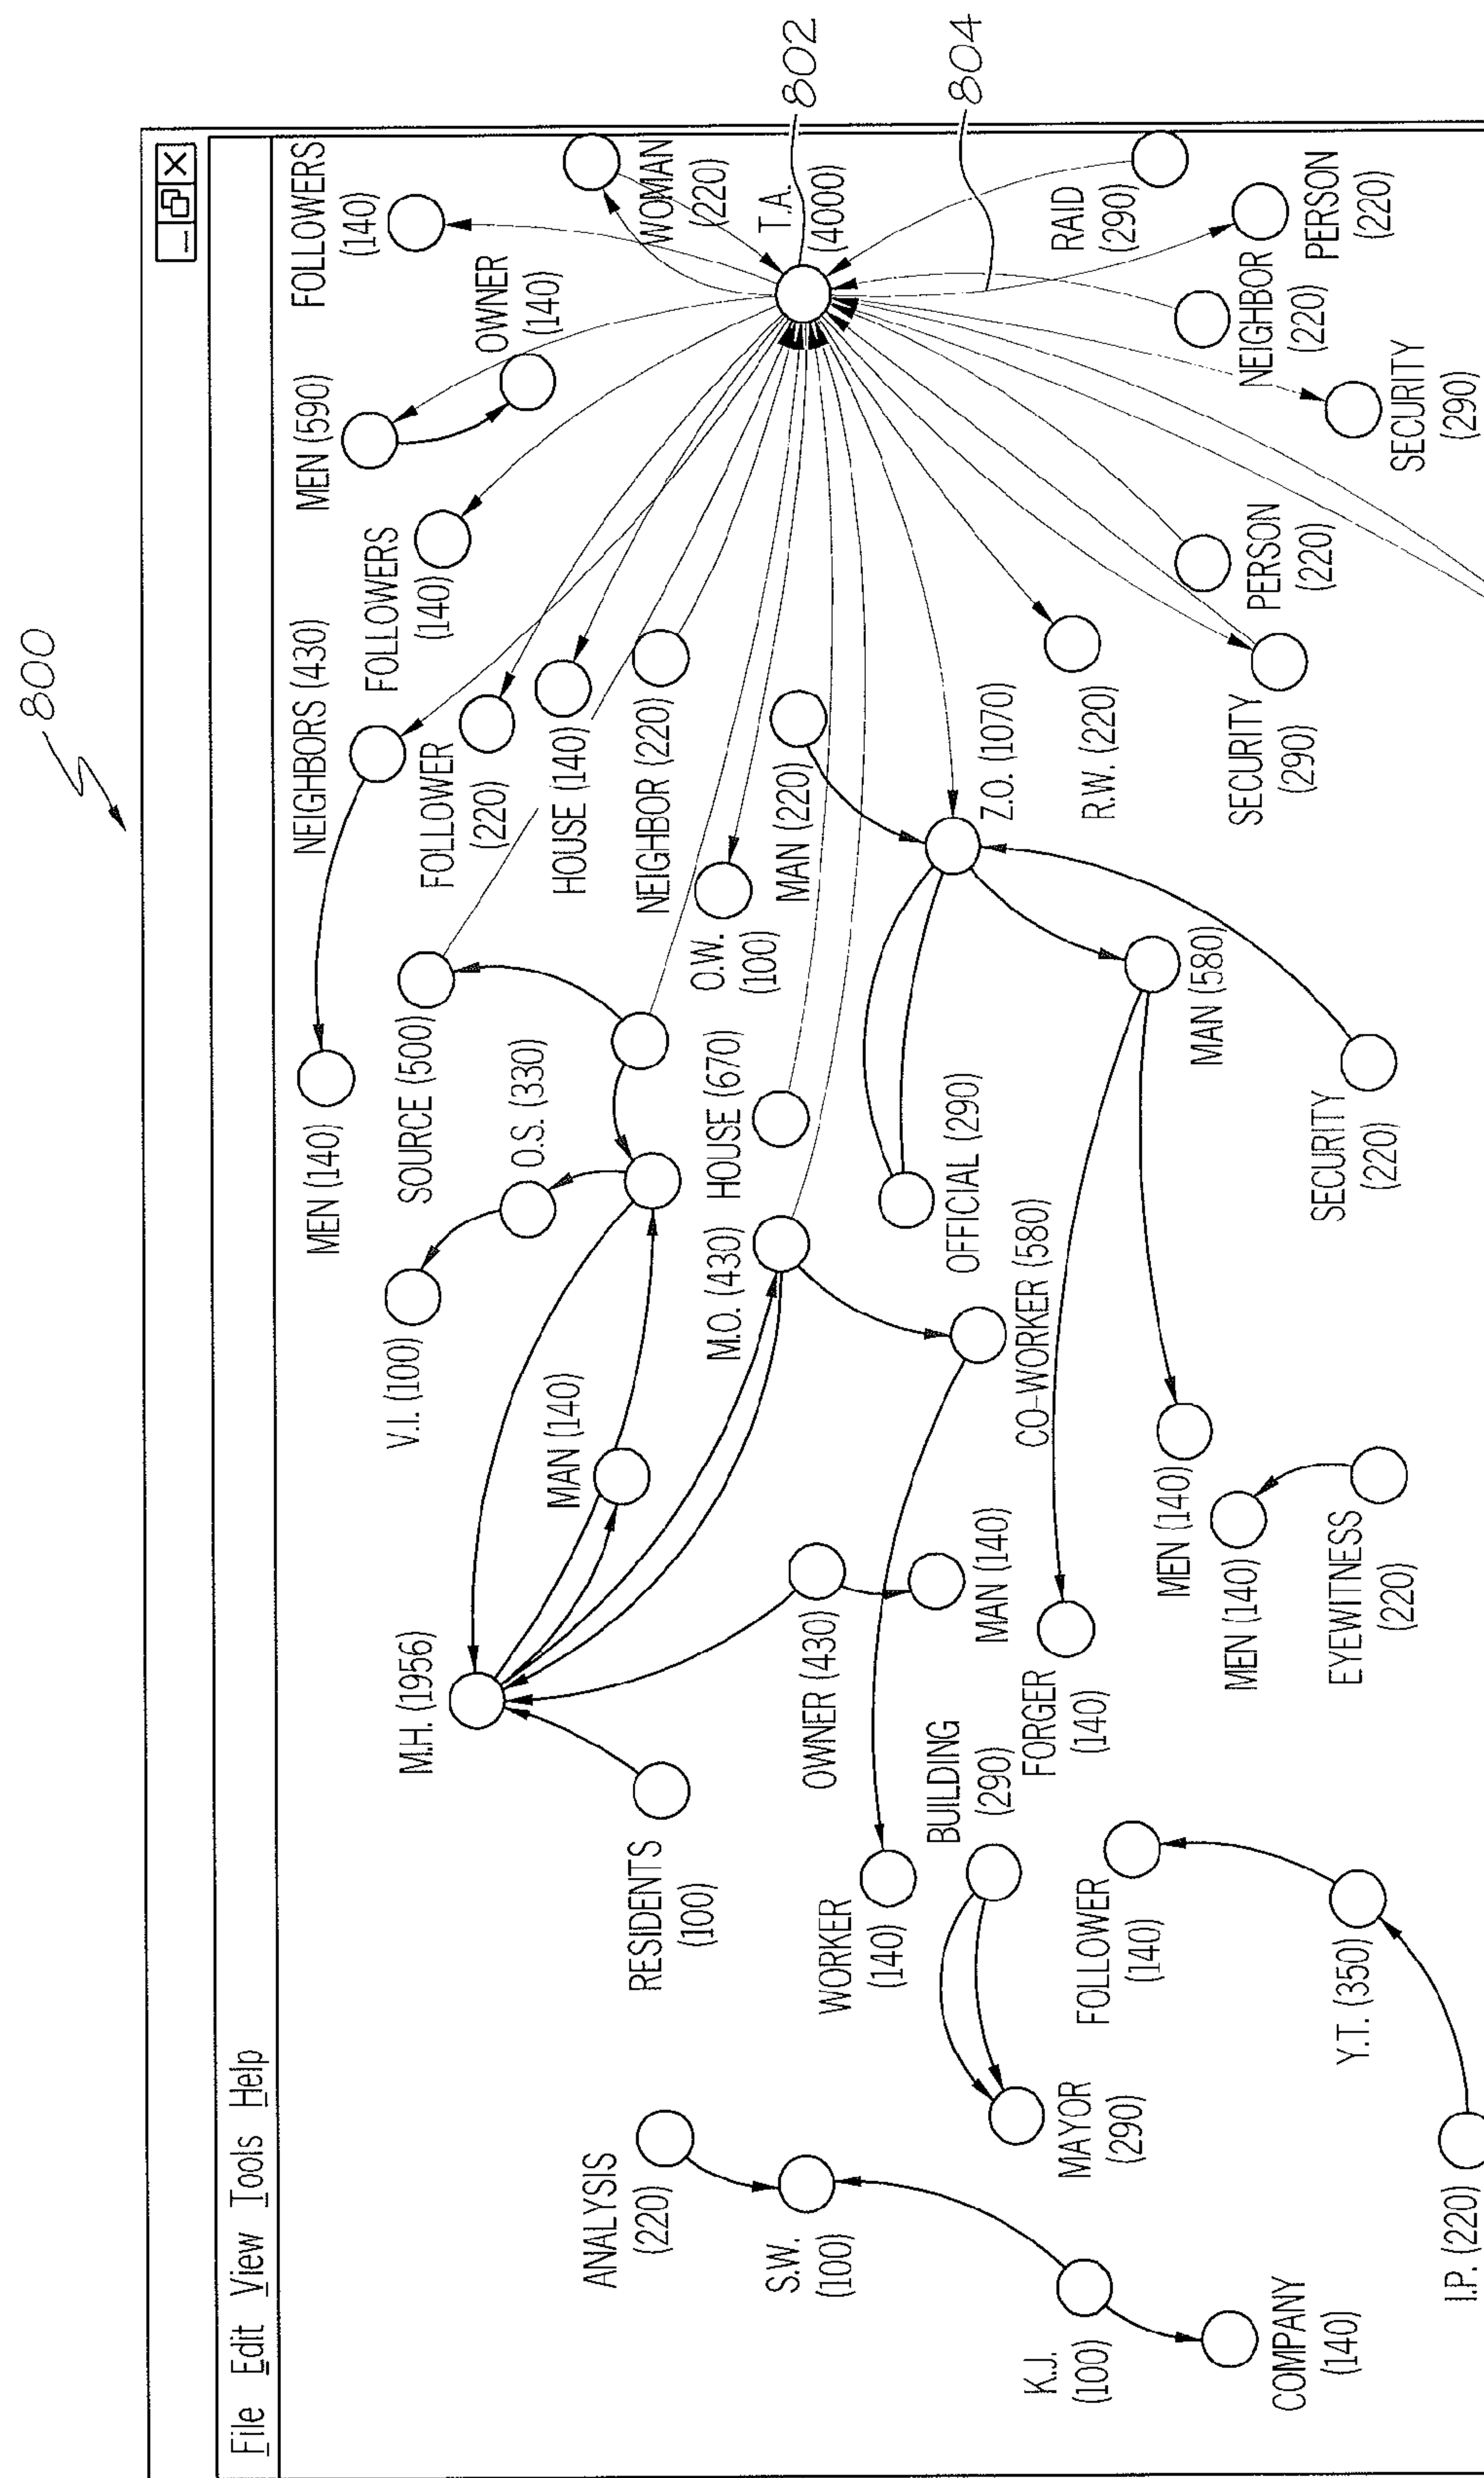 800
File Edit View Tools Help
MEN (140)
NEIGHBORS (430)
MEN (590)
FOLLOWERS
(140)
M.H. (1956)
V.I. (100)
SOURCE (500)
FOLLOWER
(220)
FOLLOWERS
(140)
OWNER
(140)
O.S. (330)
ANALYSIS
(220)
MAN (140)
HOUSE (140)
RESIDENTS
(100)
NEIGHBOR (220)
WOMAN
(220)
M.O. (430)
HOUSE (670)
O.W.
(100)
S.W.
(100)
MAN (220)
T.A.
(4000)
802
WORKER
(140)
OWNER (430)
BUILDING
(290)
MAN (140)
OFFICIAL (290)
Z.O. (1070)
804
K.J.
(100)
MAYOR
(290)
FORGER
(140)
CO-WORKER (580)
R.W. (220)
RAID
(290)
FOLLOWER
(140)
MEN (140)
MAN (580)
MEN (140)
SECURITY
(290)
PERSON
(220)
NEIGHBOR
(220)
PERSON
(220)
COMPANY
(140)
Y.T. (350)
EYEWITNESS
(220)
SECURITY
(220)
SECURITY
(290)
I.P. (220)